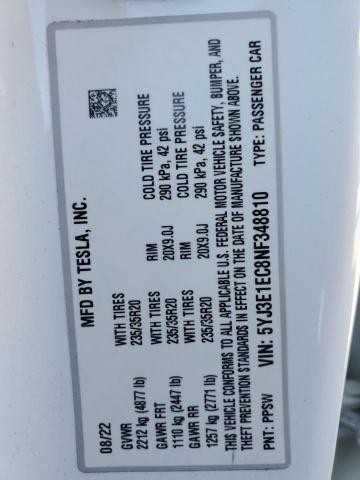 MFD BY TESLA, INC.
08/22
GVWR
2212 kg (4877 lb)
GAWR FRT WITH TIRES RIM COLD TIRE PRESSURE
1110 kg (2447 lb) 235/35R20 20X9.0J 290 kPa, 42 psi
GAWR RR WITH TIRES RIM COLD TIRE PRESSURE
1257 kg (2771 lb) 235/35R20 20X9.0J 290 kPa, 42 psi
THIS VEHICLE CONFORMS TO ALL APPLICABLE U.S. FEDERAL MOTOR VEHICLE SAFETY, BUMPER, AND
THEFT PREVENTION STANDARDS IN EFFECT ON THE DATE OF MANUFACTURE SHOWN ABOVE.
VIN: 5YJ3E1EC8NF348810
PNT: PPSW TYPE: PASSENGER CAR